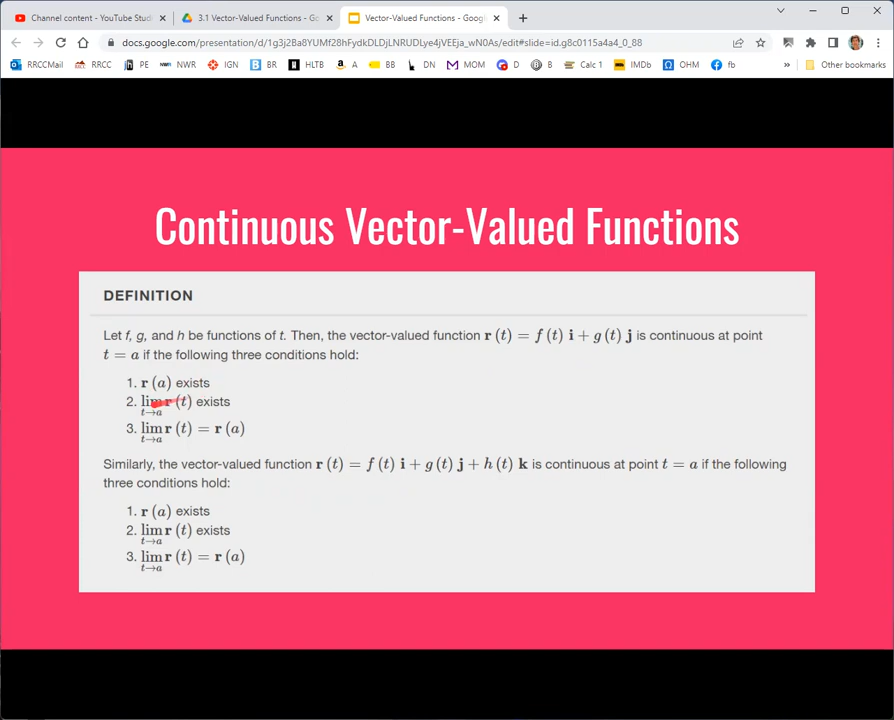 Channel content - YouTube Stud
3.1 Vector-Valued Functions - Go
Vector-Valued Functions - Googl
docs.google.com/presentation/d/1g3j2Ba8YUMf28hFydkDLDjLNRUDLye4jVEEja_wN0As/edit#slide=id.g8c0115a4a4_0_88
RRCCMail RRCC PE NWR IGN BR HLTB A BB DN MOM D B Calc 1 IMDb OHM fb » Other bookmarks
Continuous Vector-Valued Functions
DEFINITION
Let f, g, and h be functions of t. Then, the vector-valued function r (t) = f (t) i + g (t) j is continuous at point
t = a if the following three conditions hold:
1. r (a) exists
2. lim r (t) exists
t→a
3. lim r (t) = r (a)
t→a
Similarly, the vector-valued function r (t) = f (t) i + g (t) j + h (t) k is continuous at point t = a if the following
three conditions hold:
1. r (a) exists
2. lim r (t) exists
t→a
3. lim r (t) = r (a)
t→a